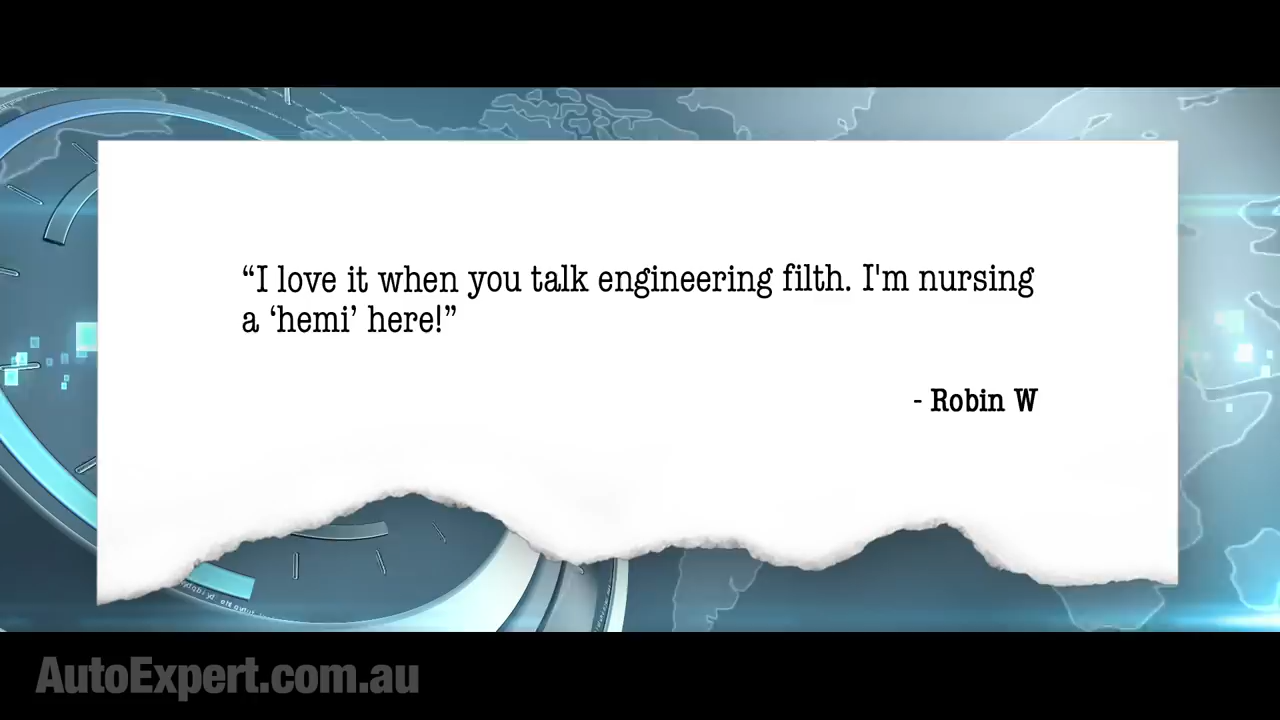 “I love it when you talk engineering filth. I'm nursing
a ‘hemi’ here!”
- Robin W
AutoExpert.com.au